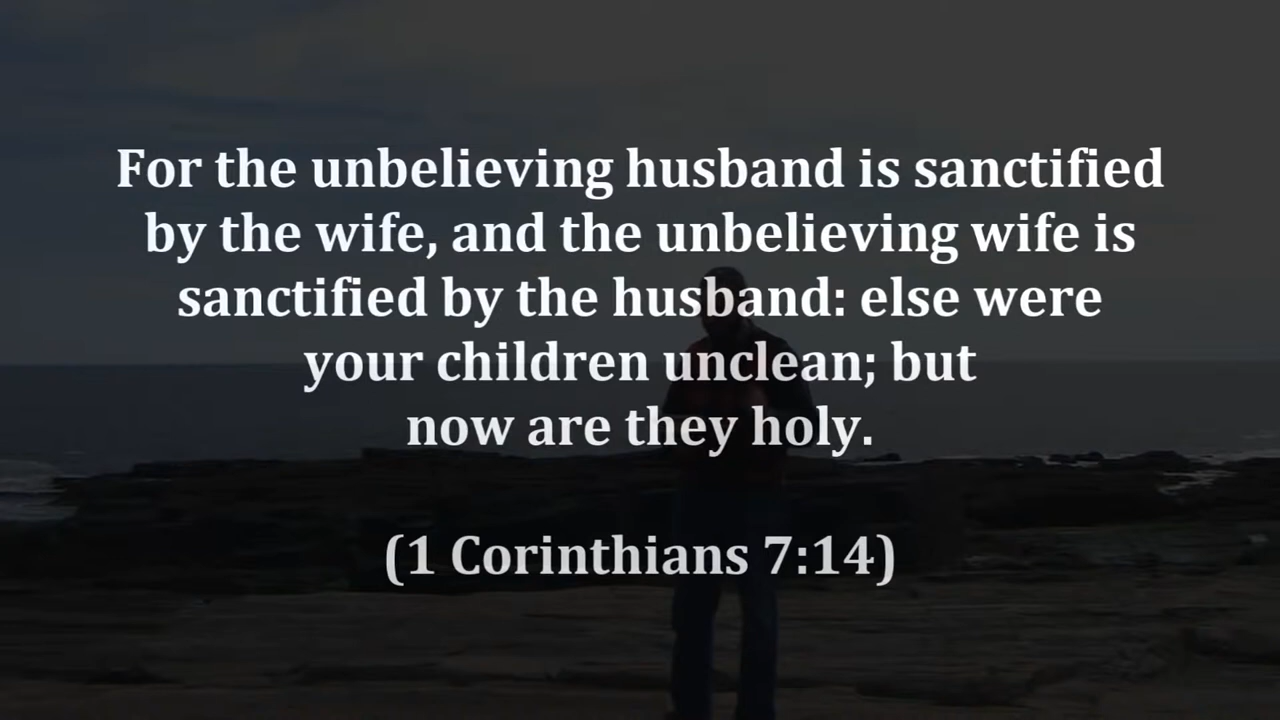 For the unbelieving husband is sanctified
by the wife, and the unbelieving wife is
sanctified by the husband: else were
your children unclean; but
now are they holy.
(1 Corinthians 7:14)